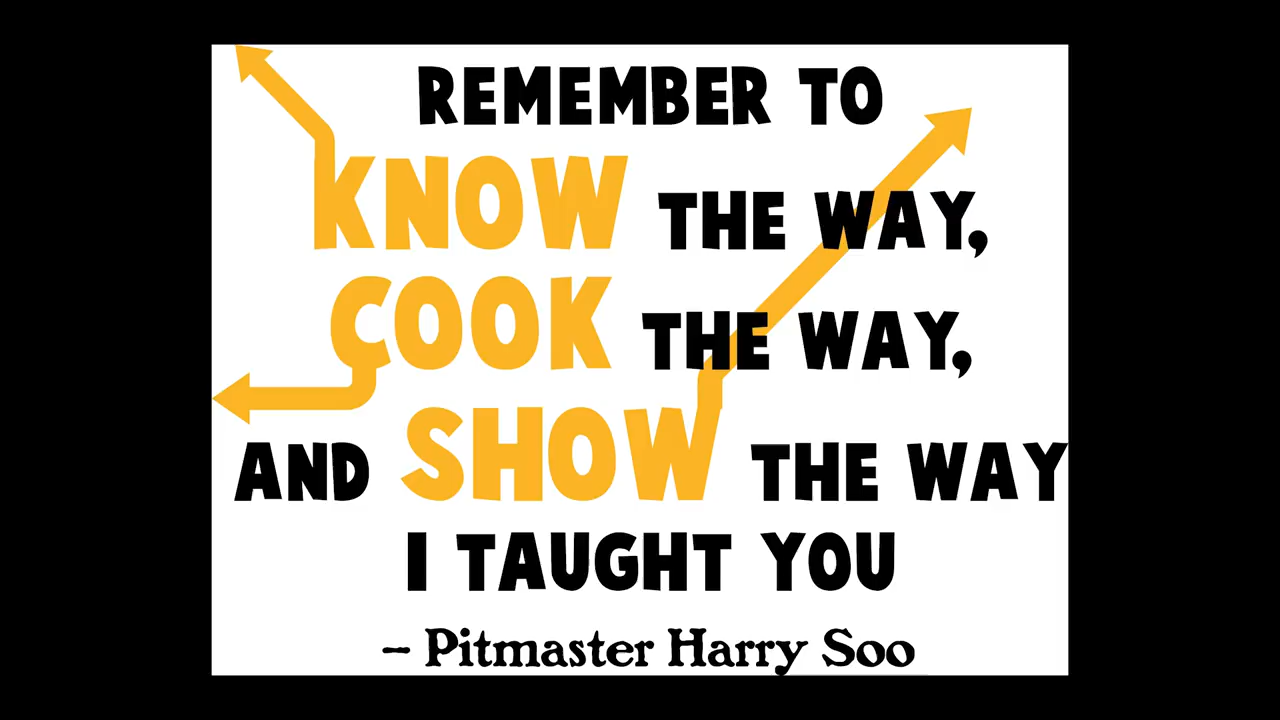 REMEMBER TO
KNOW THE WAY,
COOK THE WAY,
AND SHOW THE WAY
I TAUGHT YOU
– Pitmaster Harry Soo